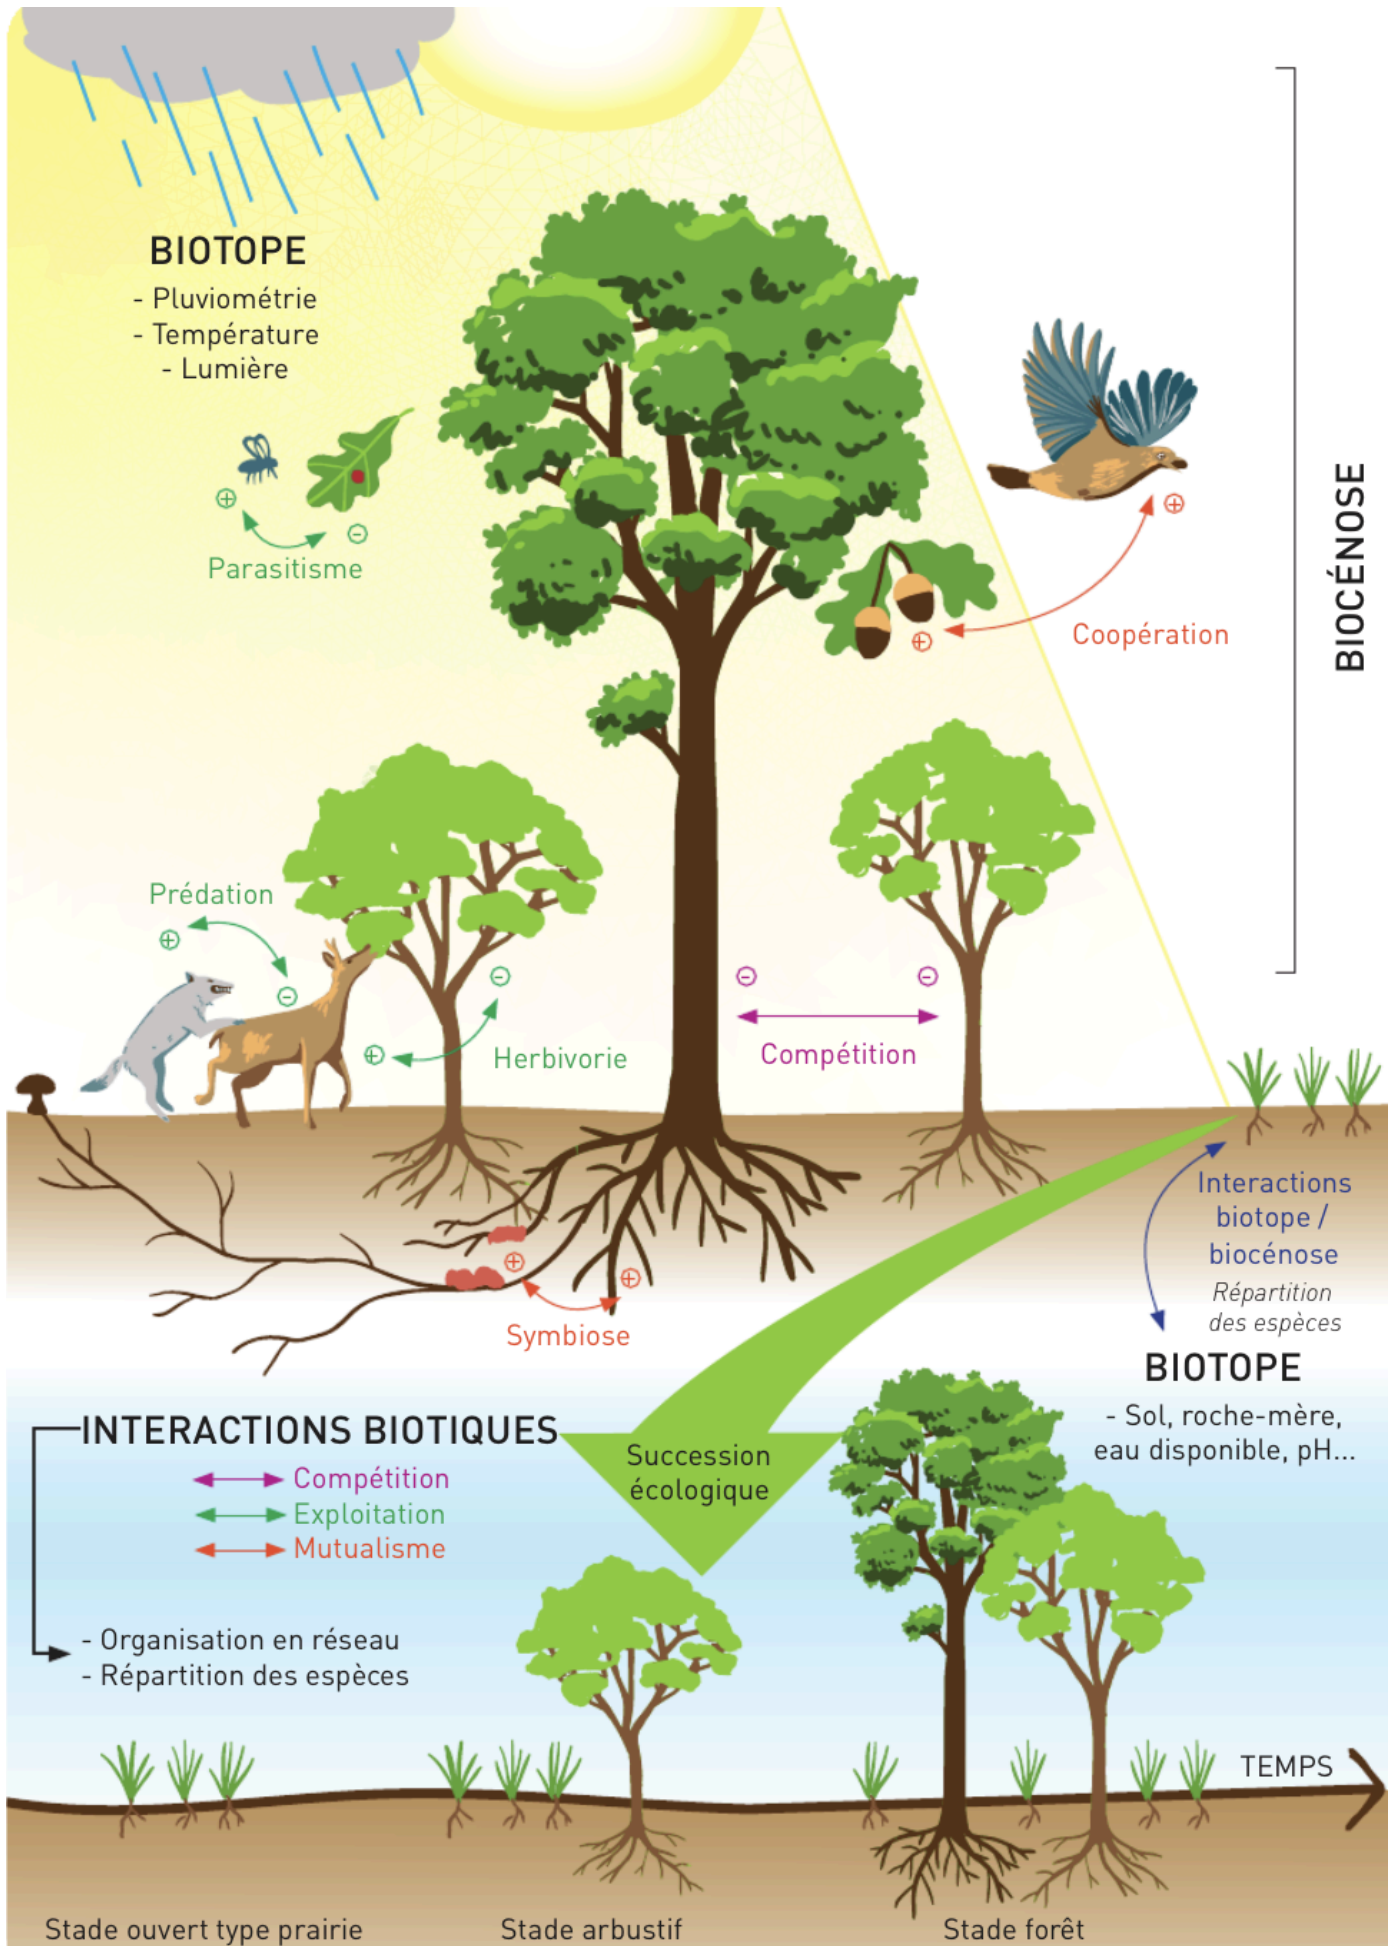 BIOTOPE
- Pluviométrie
- Température
- Lumière
Parasitisme
Coopération
BIOCÉNOSE
Prédation
Herbivorie
Compétition
Interactions
biotope /
biocénose
Répartition
des espèces
Symbiose
BIOTOPE
- Sol, roche-mère,
eau disponible, pH...
INTERACTIONS BIOTIQUES
Compétition
Exploitation
Mutualisme
Succession
écologique
- Organisation en réseau
- Répartition des espèces
TEMPS
Stade ouvert type prairie
Stade arbustif
Stade forêt